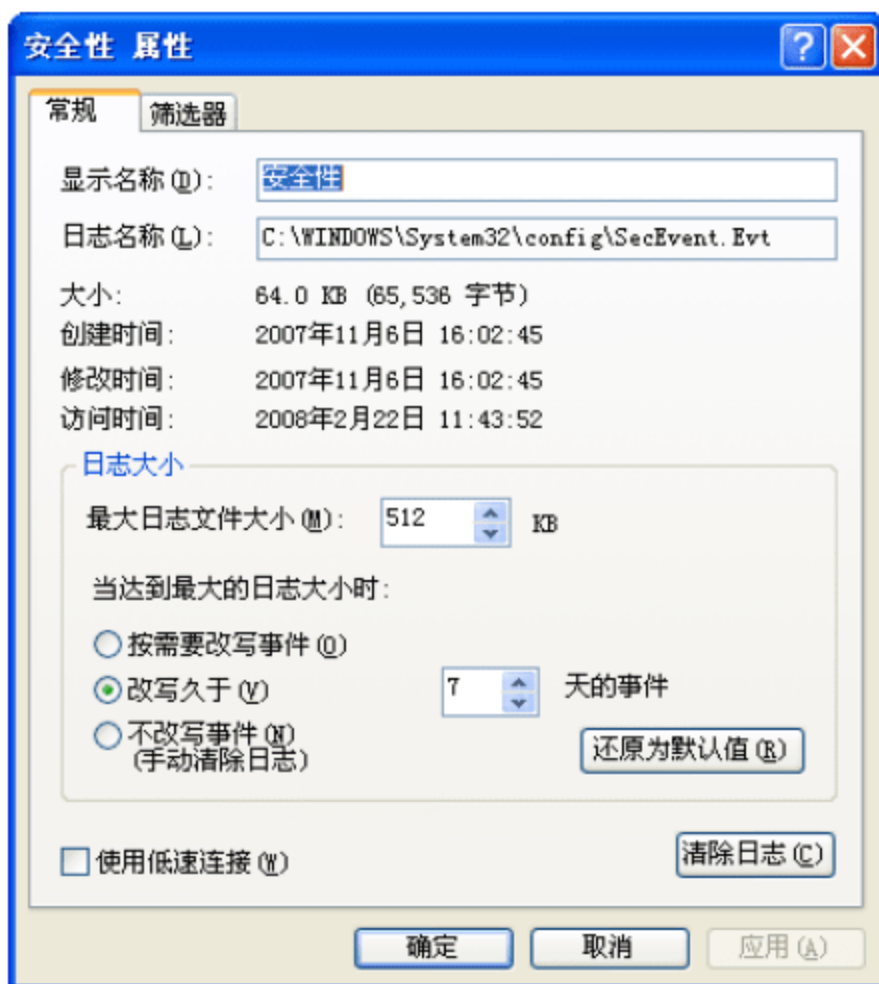 安全性 属性
常规 筛选器
显示名称(D): 安全性
日志名称(L): C:\WINDOWS\System32\config\SecEvent.Evt
大小: 64.0 KB (65,536 字节)
创建时间: 2007年11月6日 16:02:45
修改时间: 2007年11月6日 16:02:45
访问时间: 2008年2月22日 11:43:52
日志大小
最大日志文件大小(M): 512 KB
当达到最大的日志大小时:
按需要改写事件(O)
改写久于(V) 7 天的事件
不改写事件(N)
(手动清除日志)
还原为默认值(R)
使用低速连接(W)
清除日志(C)
确定 取消 应用(A)